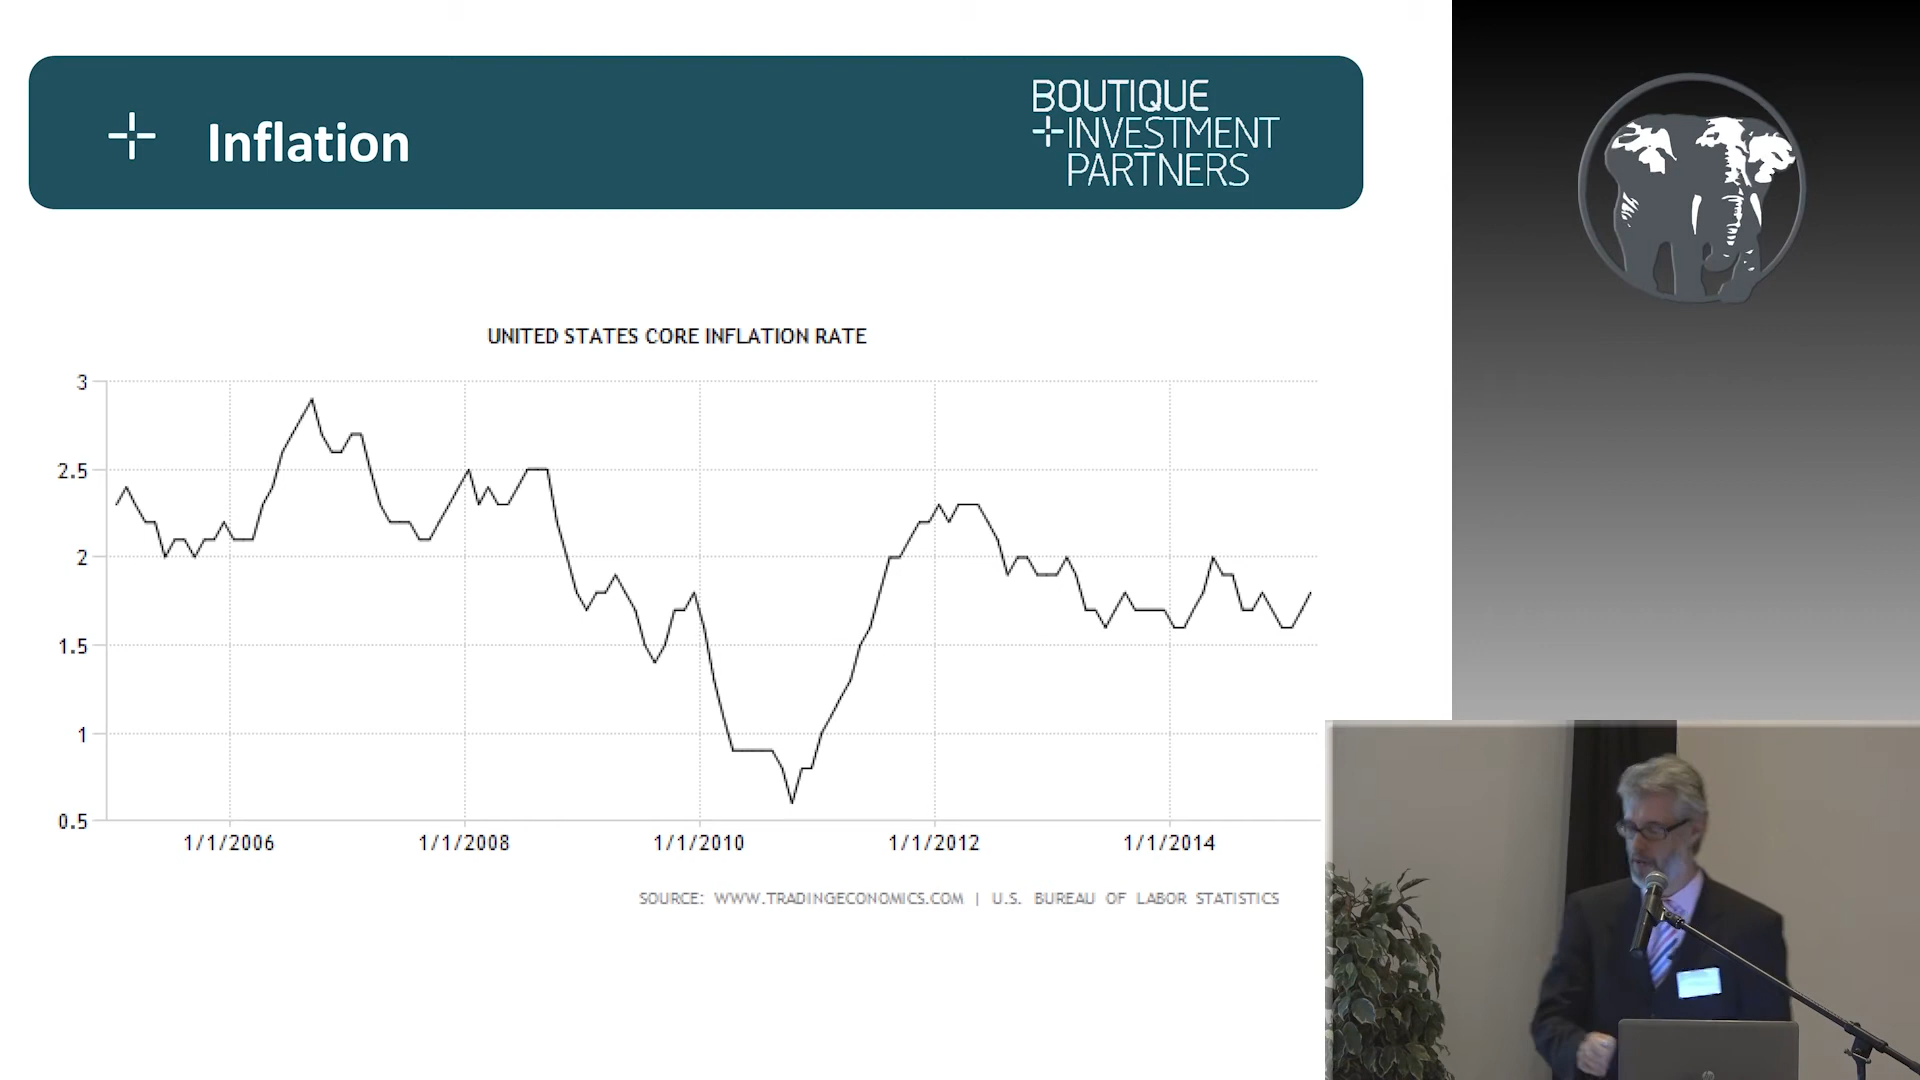 Inflation
BOUTIQUE
INVESTMENT
PARTNERS
UNITED STATES CORE INFLATION RATE
3
2.5
2
1.5
1
0.5
1/1/2006 1/1/2008 1/1/2010 1/1/2012 1/1/2014
SOURCE: WWW.TRADINGECONOMICS.COM | U.S. BUREAU OF LABOR STATISTICS
hp